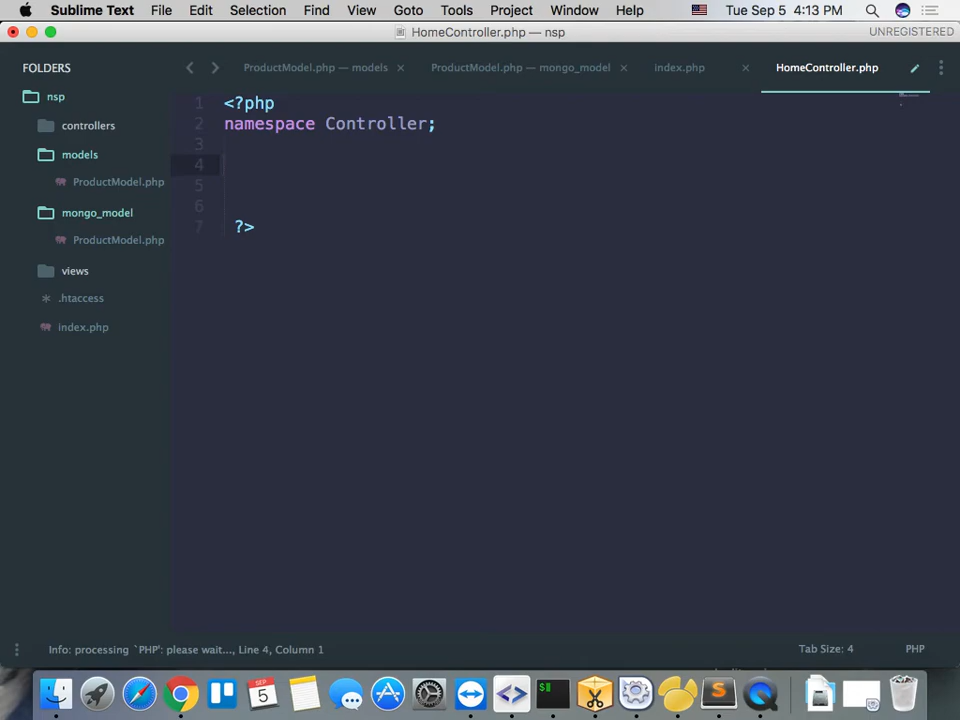 Sublime Text File Edit Selection Find View Goto Tools Project Window Help Tue Sep 5 4:13 PM
HomeController.php — nsp UNREGISTERED
FOLDERS
nsp
controllers
models
ProductModel.php
mongo_model
ProductModel.php
views
.htaccess
index.php
ProductModel.php — models × ProductModel.php — mongo_model × index.php × HomeController.php
1 <?php
2 namespace Controller;
3
4
5
6
7 ?>
Info: processing `PHP': please wait..., Line 4, Column 1 Tab Size: 4 PHP
SEP
5
$